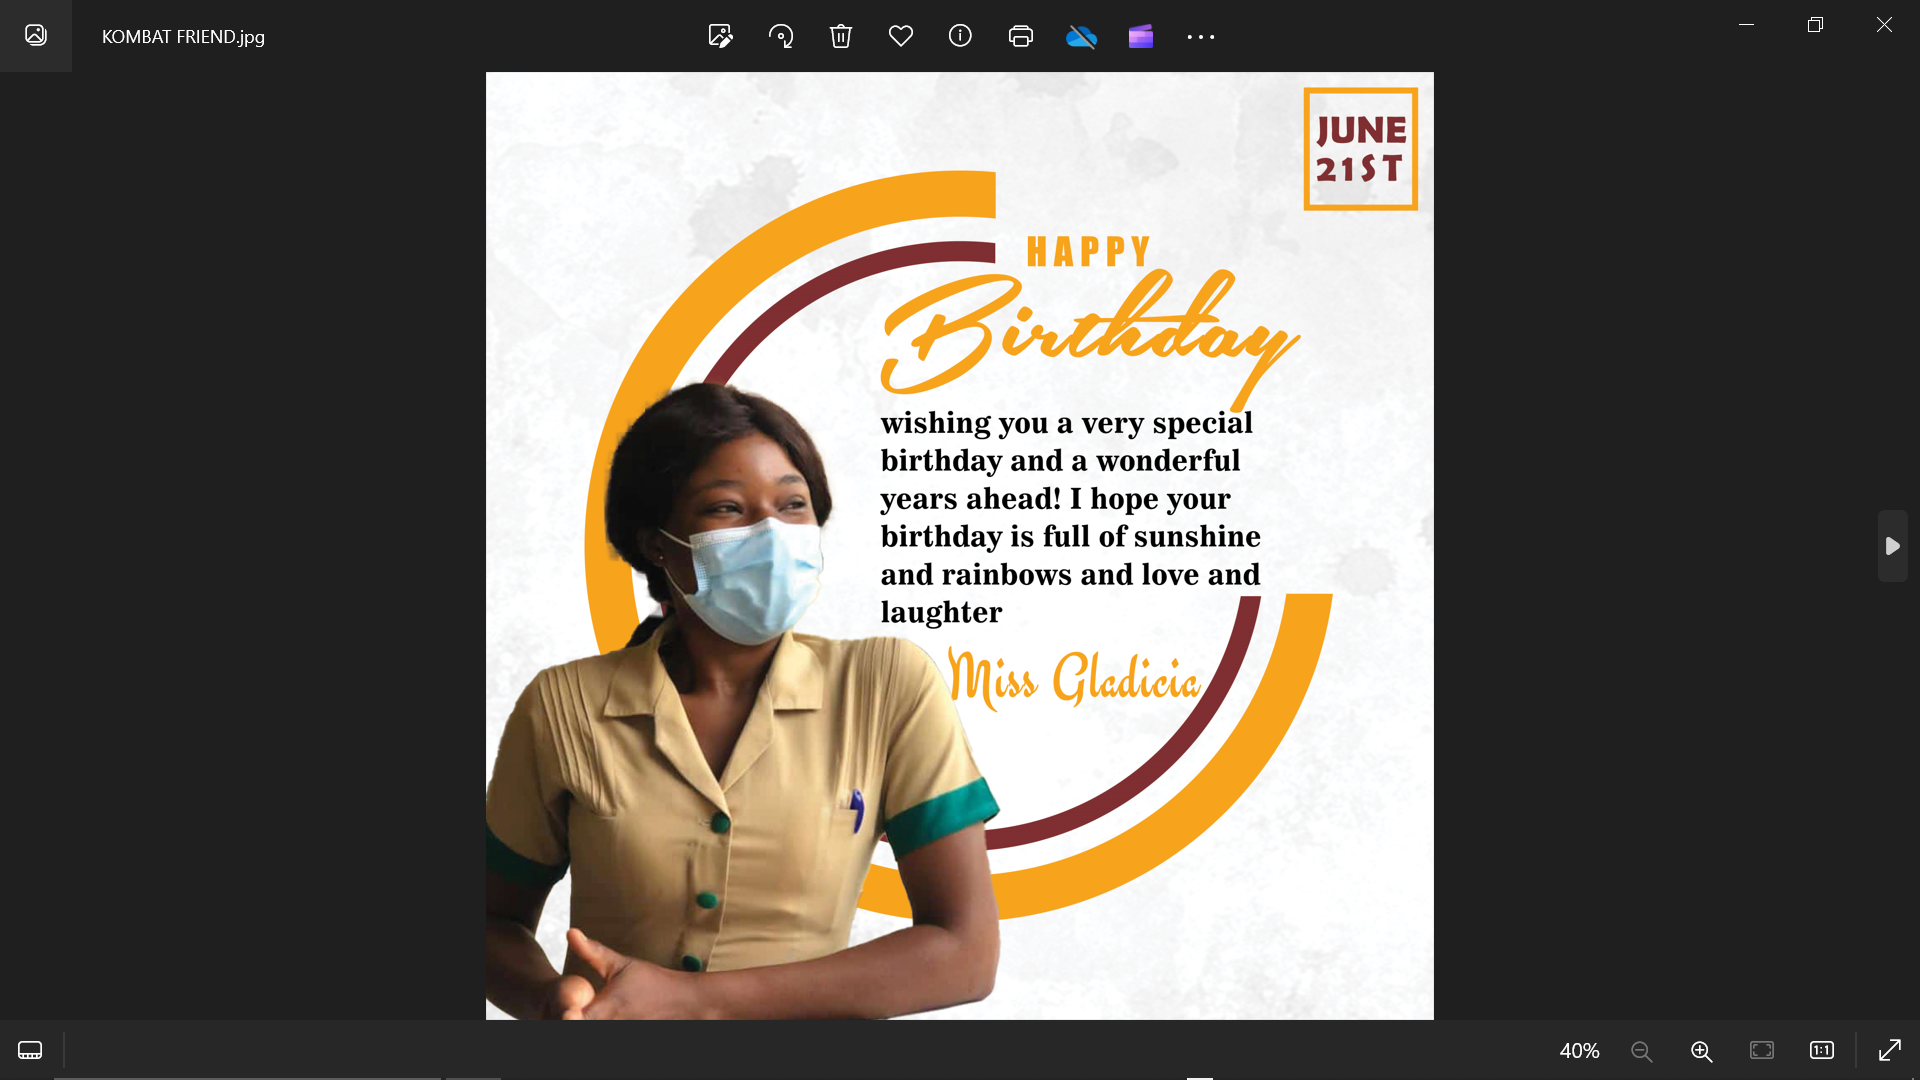 KOMBAT FRIEND.jpg
JUNE
21ST
HAPPY
Birthday
wishing you a very special
birthday and a wonderful
years ahead! I hope your
birthday is full of sunshine
and rainbows and love and
laughter
Miss Gladicia
40%
1:1